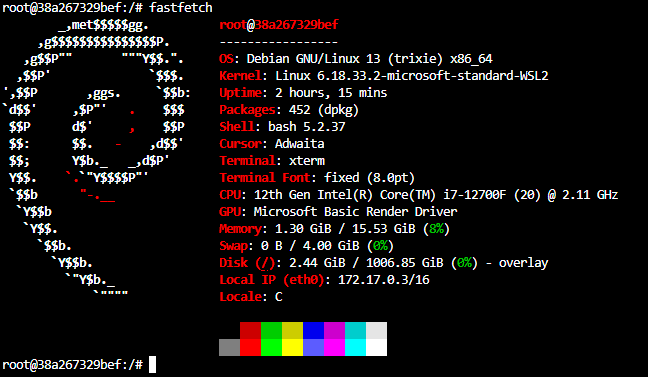 root@38a267329bef:/# fastfetch
       _,met$$$$$gg.          root@38a267329bef
    ,g$$$$$$$$$$$$$$$P.       -----------------
  ,g$$P""       """Y$$.".     OS: Debian GNU/Linux 13 (trixie) x86_64
 ,$$P'              `$$$.     Kernel: Linux 6.18.33.2-microsoft-standard-WSL2
',$$P       ,ggs.     `$$b:   Uptime: 2 hours, 15 mins
`d$$'     ,$P"'   .    $$$    Packages: 452 (dpkg)
 $$P      d$'     ,    $$P    Shell: bash 5.2.37
 $$:      $$.   -    ,d$$'    Cursor: Adwaita
 $$;      Y$b._   _,d$P'      Terminal: xterm
 Y$$.    `.`"Y$$$$P"'         Terminal Font: fixed (8.0pt)
 `$$b      "-.__              CPU: 12th Gen Intel(R) Core(TM) i7-12700F (20) @ 2.11 GHz
  `Y$$b                       GPU: Microsoft Basic Render Driver
   `Y$$.                      Memory: 1.30 GiB / 15.53 GiB (8%)
     `$$b.                    Swap: 0 B / 4.00 GiB (0%)
       `Y$$b.                 Disk (/): 2.44 GiB / 1006.85 GiB (0%) - overlay
         `"Y$b._              Local IP (eth0): 172.17.0.3/16
             `""""            Locale: C
root@38a267329bef:/#